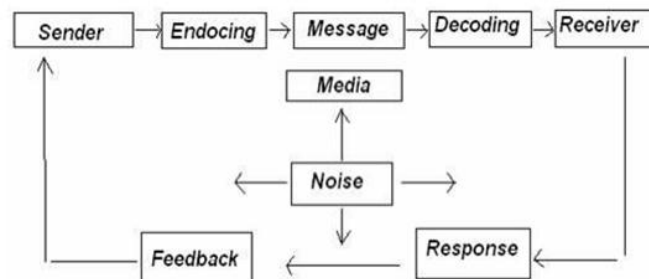 Sender Endocing Message Decoding Receiver
Media
Noise
Feedback Response